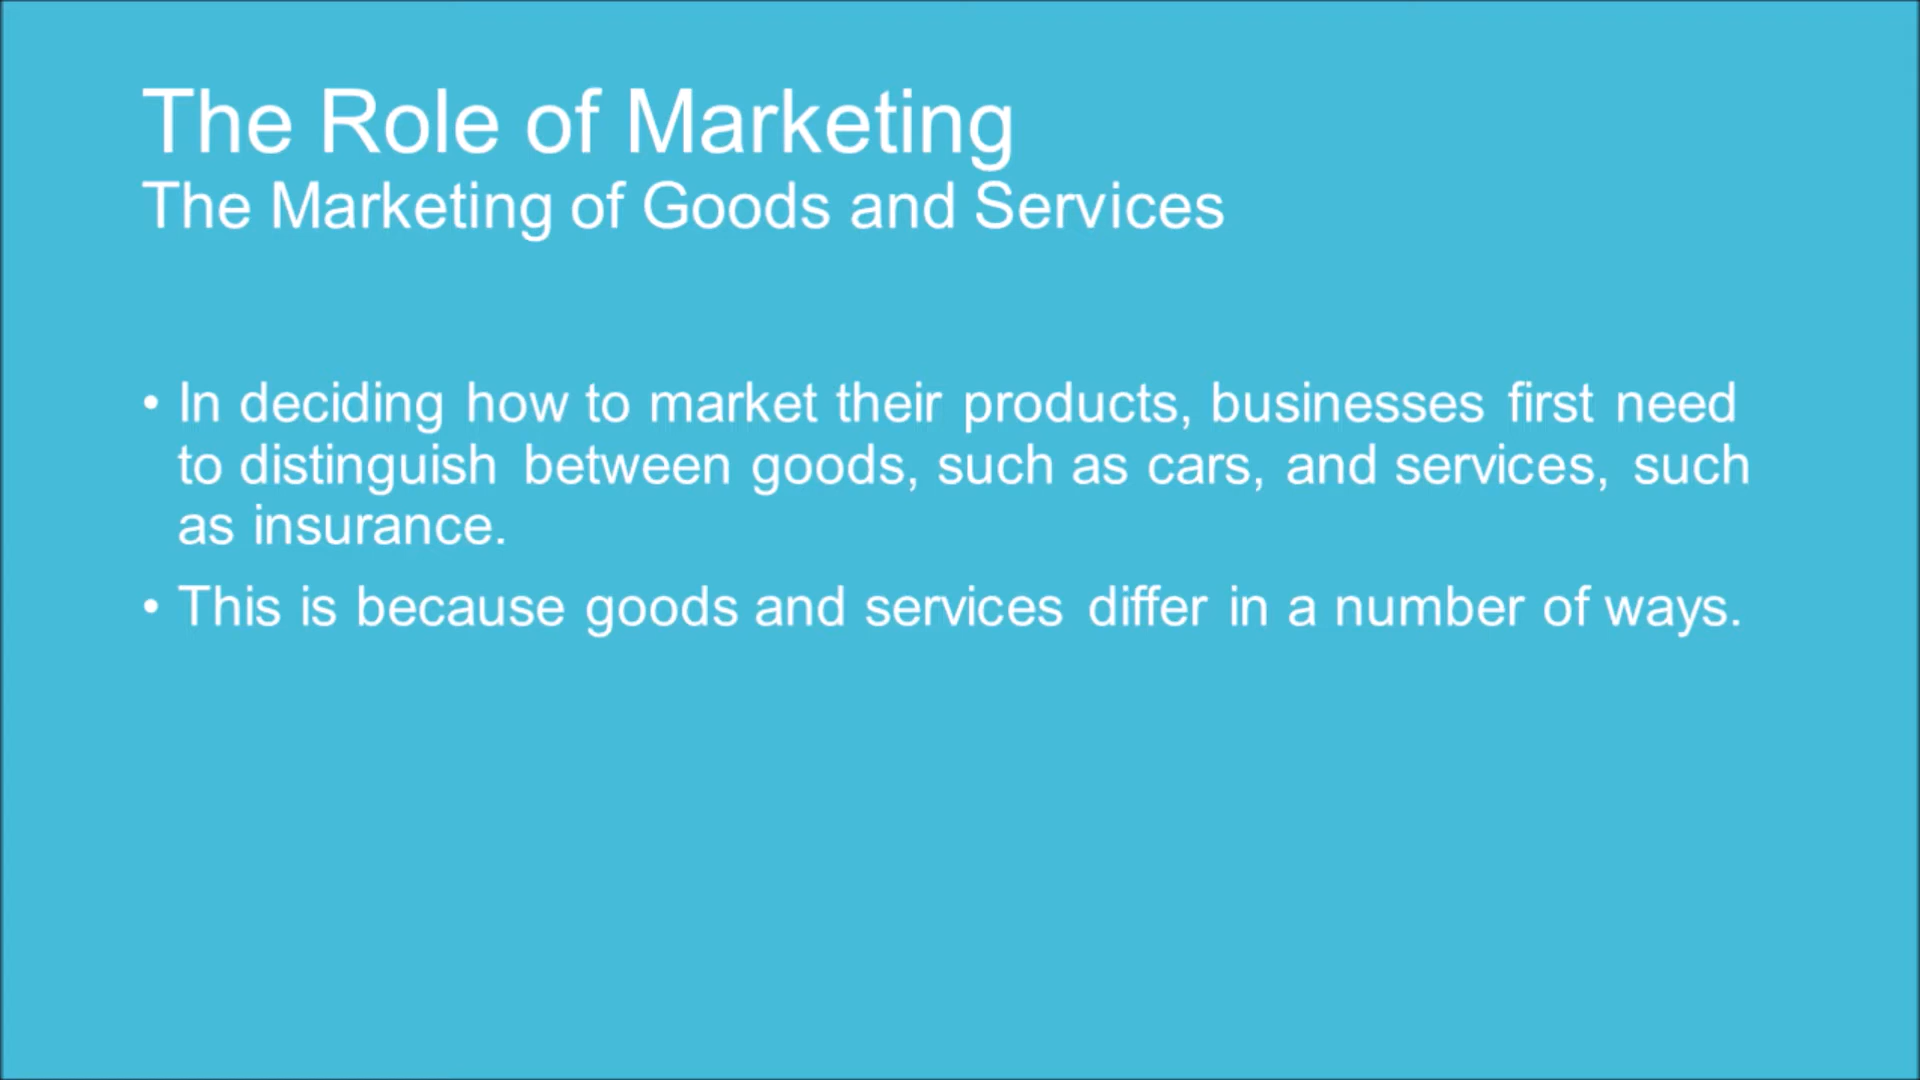 The Role of Marketing
The Marketing of Goods and Services
• In deciding how to market their products, businesses first need
to distinguish between goods, such as cars, and services, such
as insurance.
• This is because goods and services differ in a number of ways.